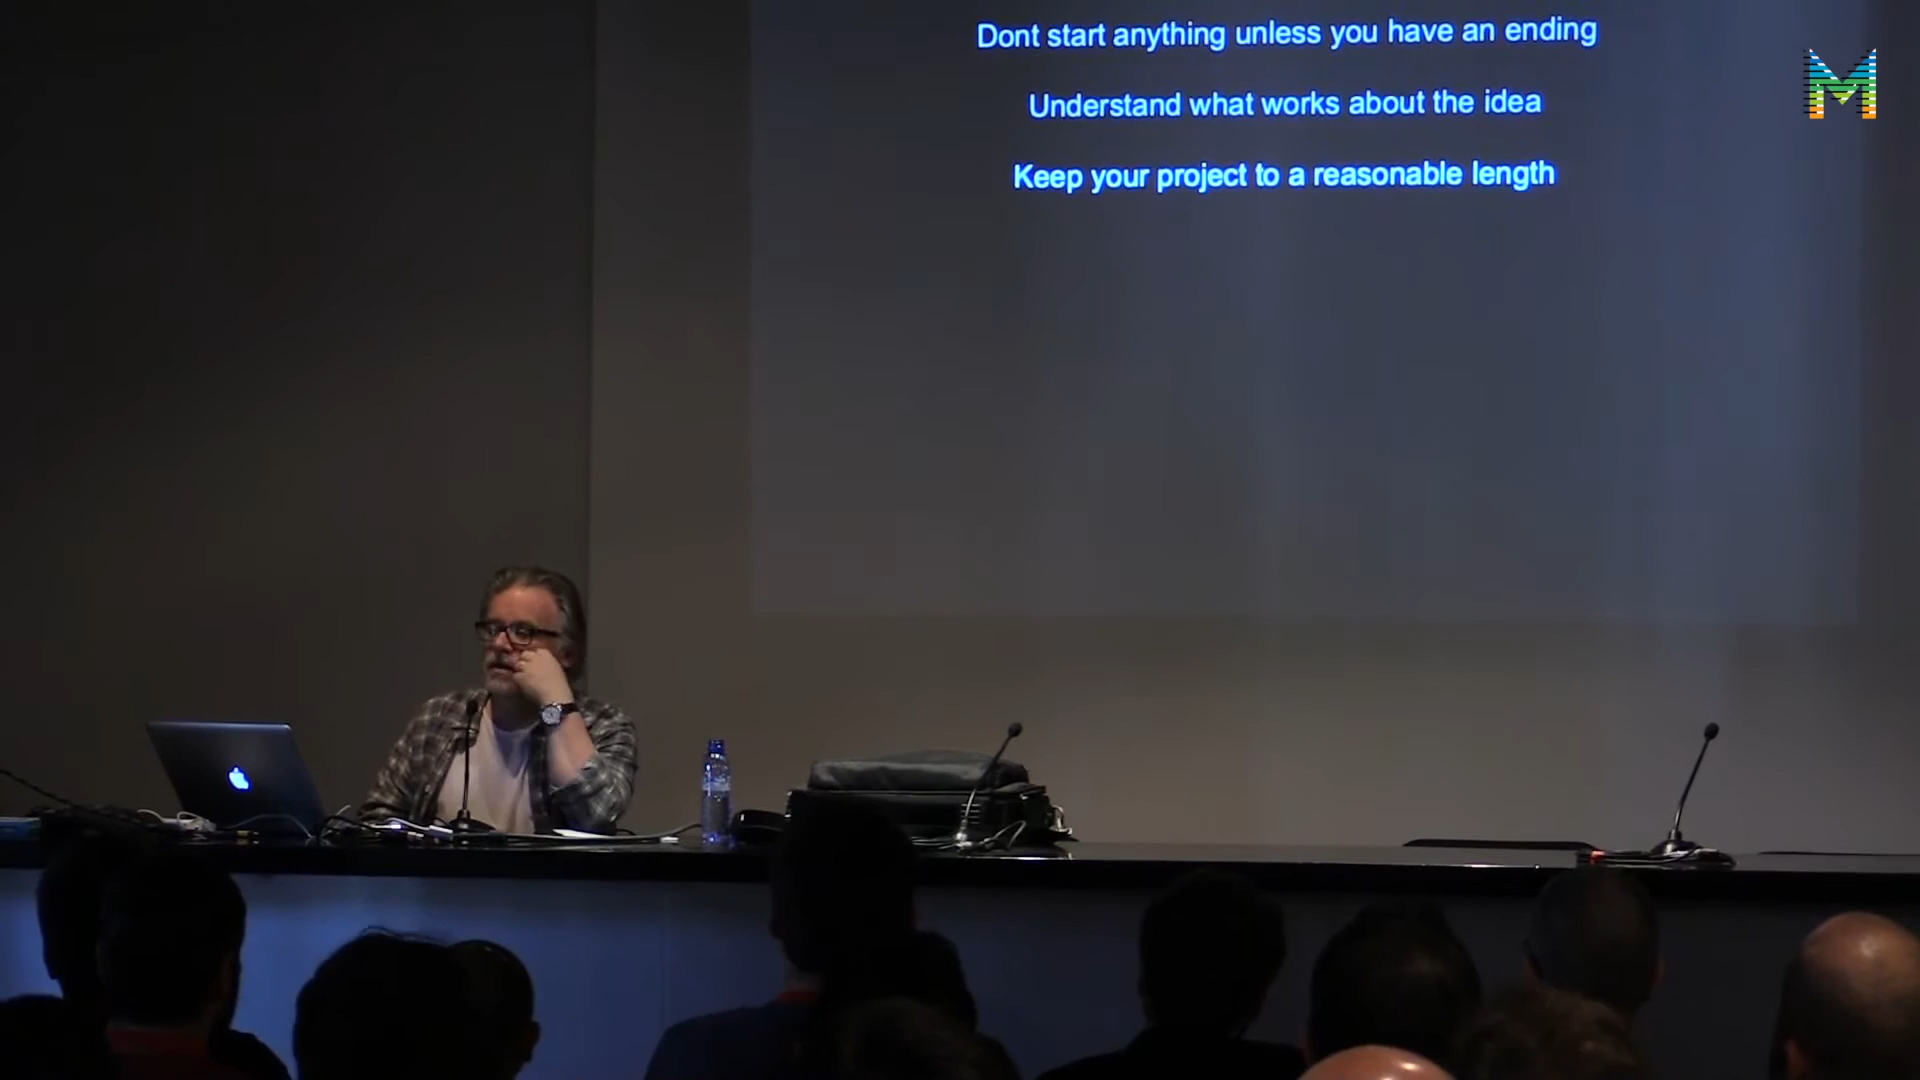 Dont start anything unless you have an ending
Understand what works about the idea
Keep your project to a reasonable length
M